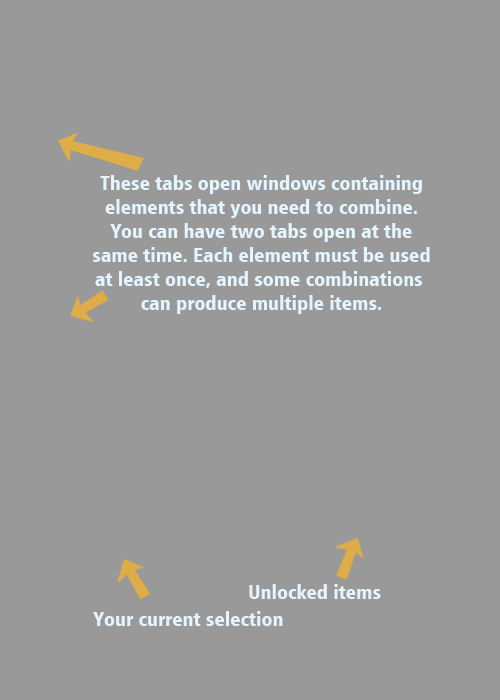 These tabs open windows containing
elements that you need to combine.
You can have two tabs open at the
same time. Each element must be used
at least once, and some combinations
can produce multiple items.
Unlocked items
Your current selection